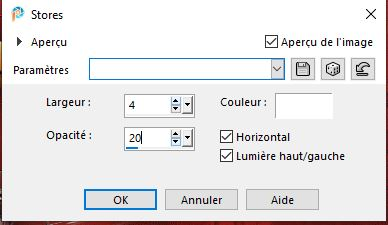 Stores
Aperçu
Aperçu de l'image
Paramètres
Largeur : 4 Couleur :
Opacité : 20 Horizontal
Lumière haut/gauche
OK Annuler Aide